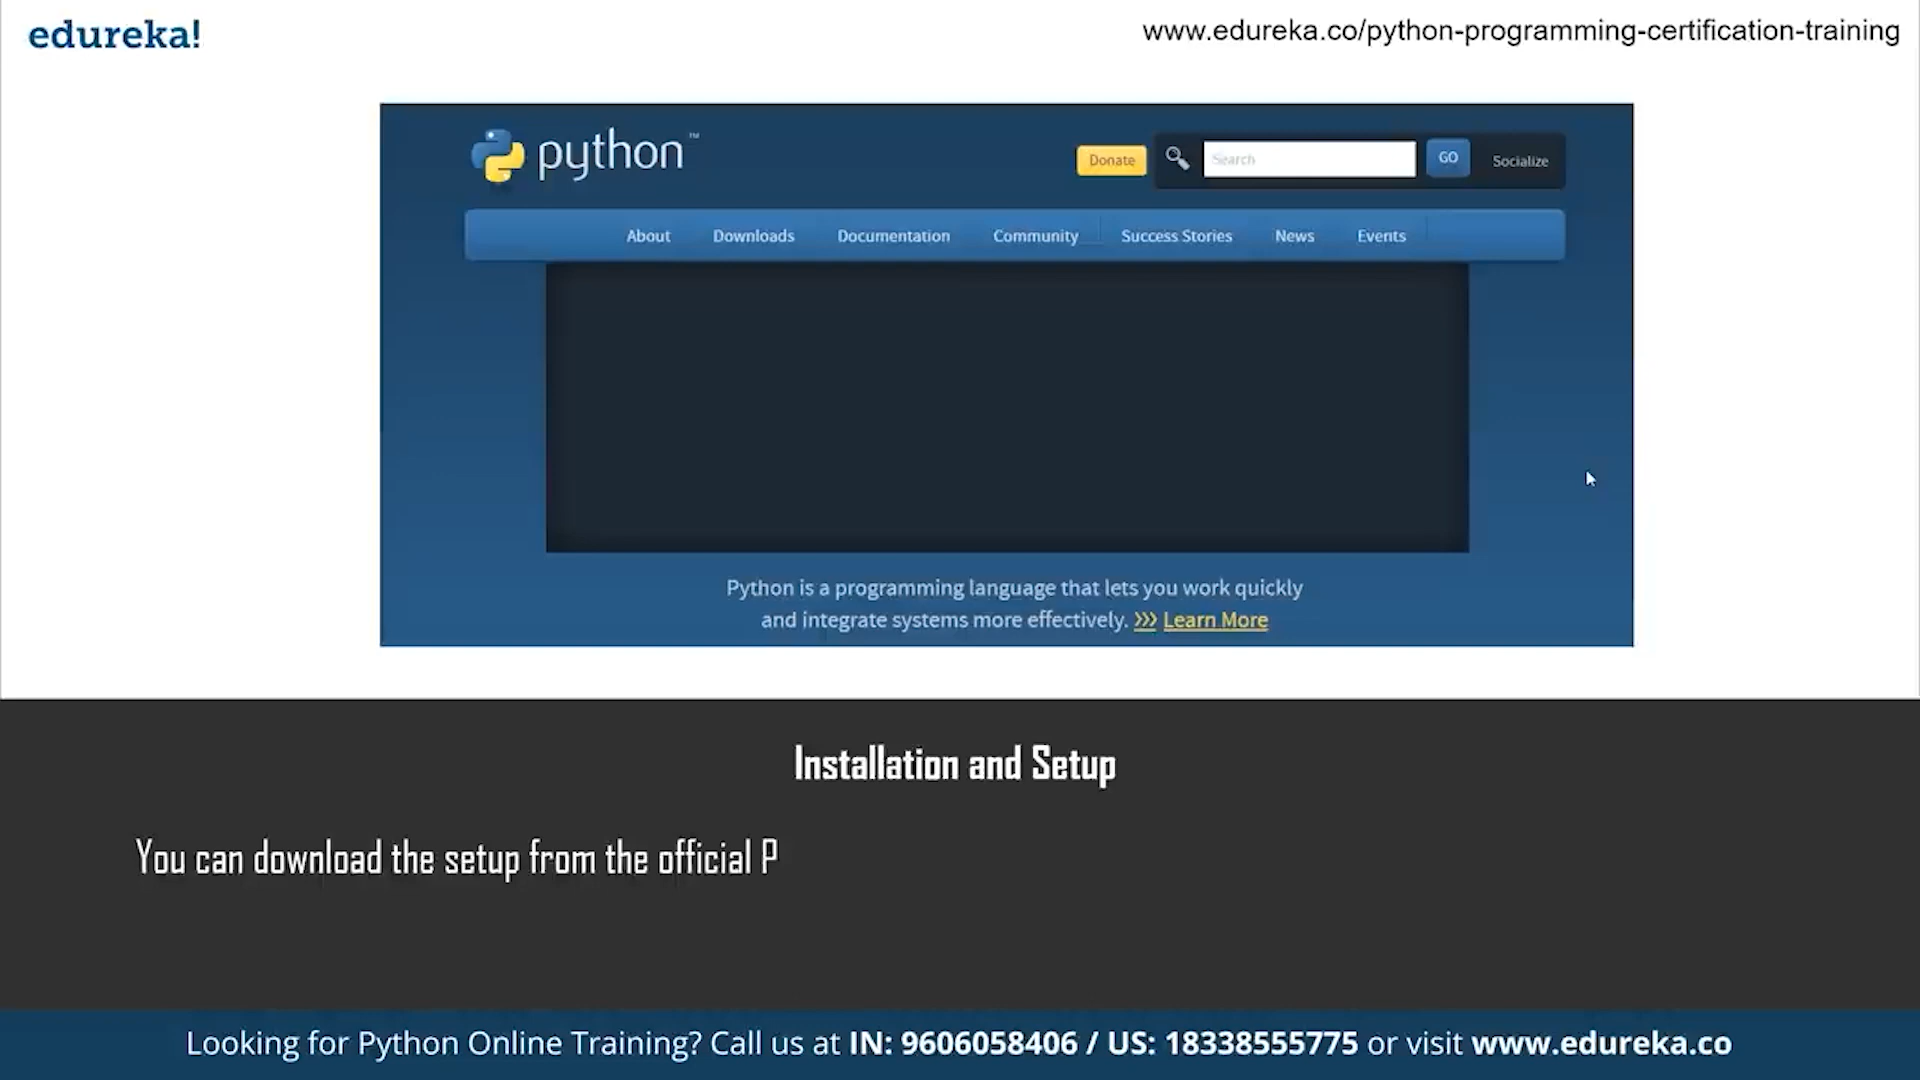 edureka!
www.edureka.co/python-programming-certification-training
python™
Donate
Search
GO
Socialize
About Downloads Documentation Community Success Stories News Events
Python is a programming language that lets you work quickly
and integrate systems more effectively. >>> Learn More
Installation and Setup
You can download the setup from the official P
Looking for Python Online Training? Call us at IN: 9606058406 / US: 18338555775 or visit www.edureka.co